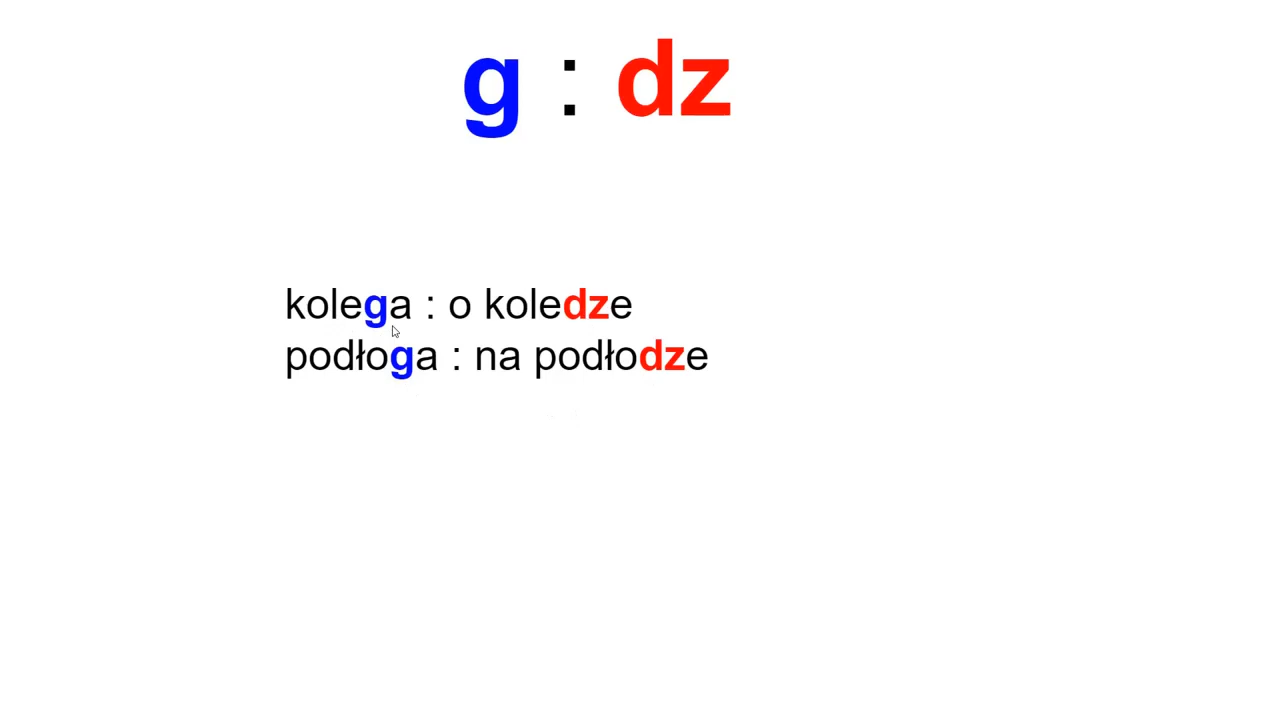 g : dz
kolega : o koledze
podłoga : na podłodze